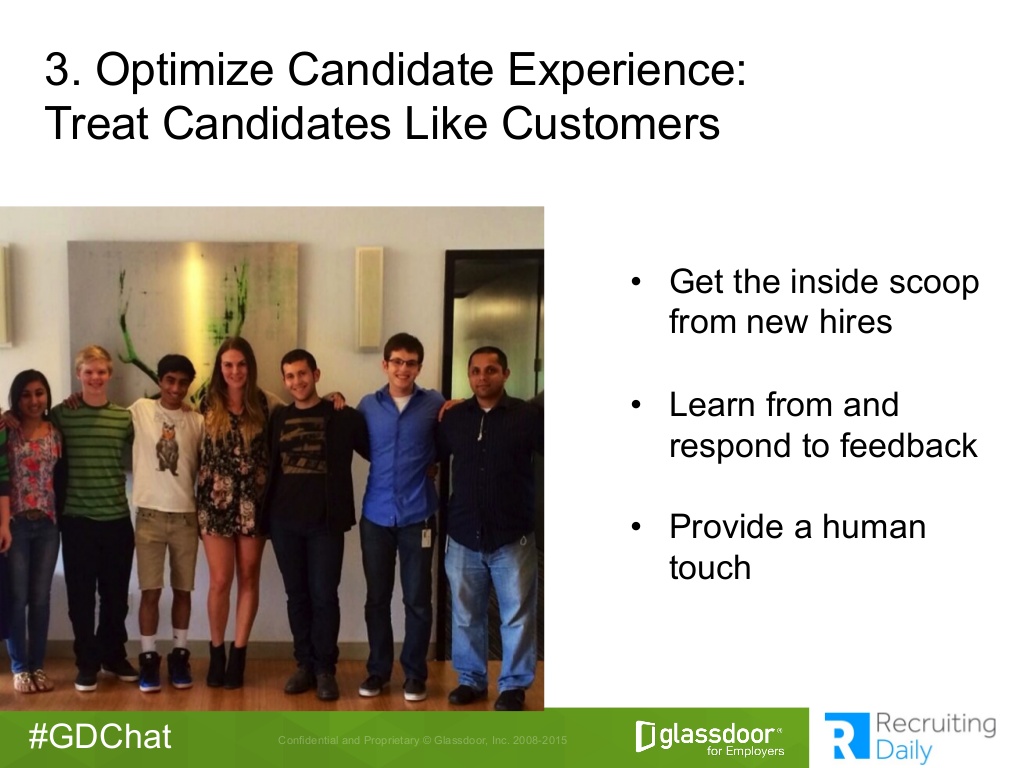 3. Optimize Candidate Experience:
Treat Candidates Like Customers
• Get the inside scoop
from new hires
• Learn from and
respond to feedback
• Provide a human
touch
#GDChat
Confidential and Proprietary © Glassdoor, Inc. 2008-2015
glassdoor®
for Employers
R
Recruiting
Daily